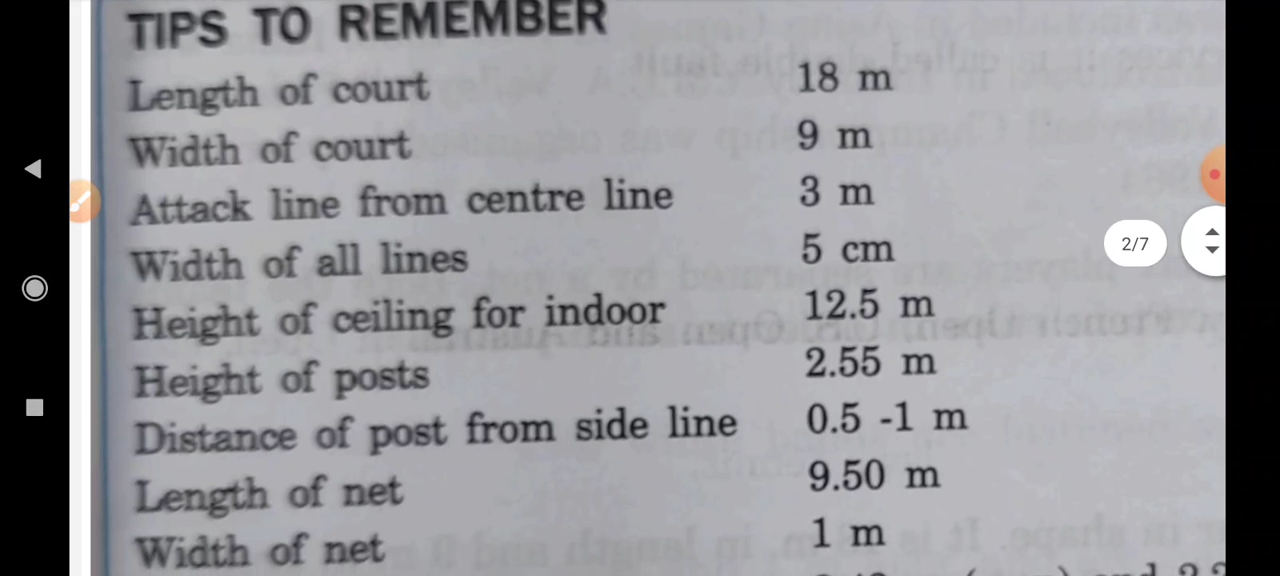 TIPS TO REMEMBER
Length of court 18 m
Width of court 9 m
Attack line from centre line 3 m
Width of all lines 5 cm
Height of ceiling for indoor 12.5 m
Height of posts 2.55 m
Distance of post from side line 0.5 -1 m
Length of net 9.50 m
Width of net 1 m
2/7